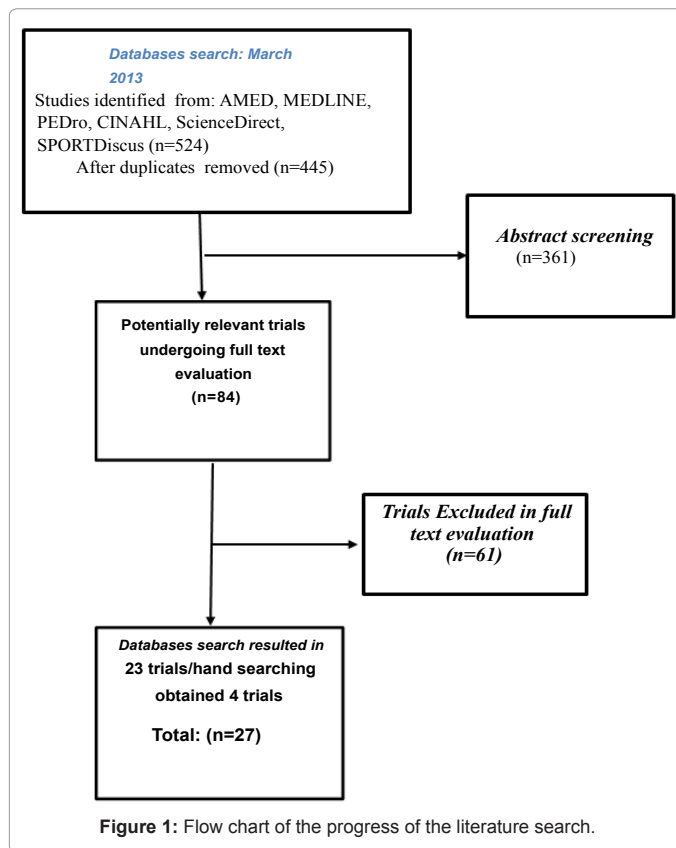 Databases search: March
2013
Studies identified from: AMED, MEDLINE,
PEDro, CINAHL, ScienceDirect,
SPORTDiscus (n=524)
After duplicates removed (n=445)
Abstract screening
(n=361)
Potentially relevant trials
undergoing full text
evaluation
(n=84)
Trials Excluded in full
text evaluation
(n=61)
Databases search resulted in
23 trials/hand searching
obtained 4 trials
Total: (n=27)
Figure 1: Flow chart of the progress of the literature search.